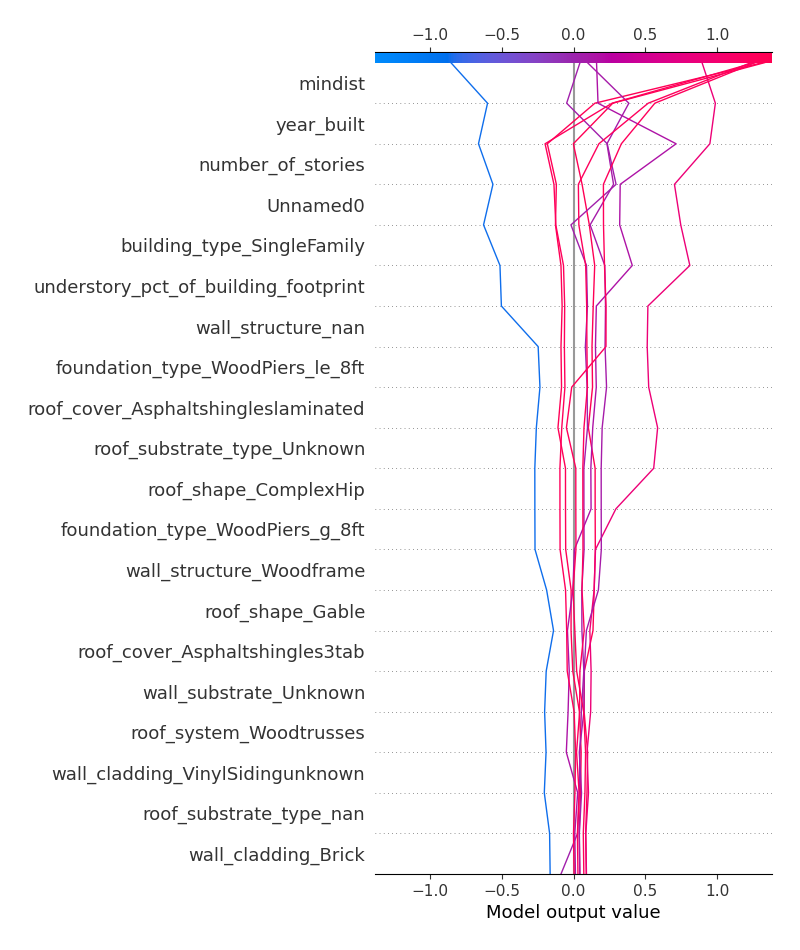 −1.0 −0.5 0.0 0.5 1.0
mindist
year_built
number_of_stories
Unnamed0
building_type_SingleFamily
understory_pct_of_building_footprint
wall_structure_nan
foundation_type_WoodPiers_le_8ft
roof_cover_Asphaltshingleslaminated
roof_substrate_type_Unknown
roof_shape_ComplexHip
foundation_type_WoodPiers_g_8ft
wall_structure_Woodframe
roof_shape_Gable
roof_cover_Asphaltshingles3tab
wall_substrate_Unknown
roof_system_Woodtrusses
wall_cladding_VinylSidingunknown
roof_substrate_type_nan
wall_cladding_Brick
−1.0 −0.5 0.0 0.5 1.0
Model output value